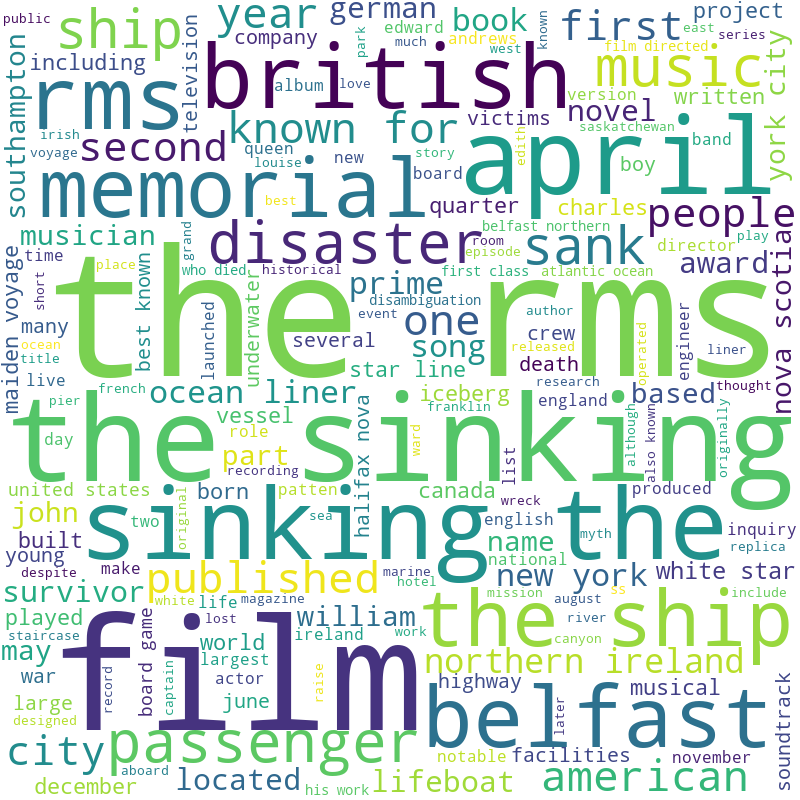 public
ship
year
german
edward
book
andrews
first
project
east
company
park
much
west
known
film directed
series
including
television
british
music
album
love
version
written
york city
rms
southampton
second
known for
victims
novel
irish
voyage
queen
louise
new
story
board
edith
saskatchewan
band
boy
april
memorial
best
quarter
charles
people
musician
disaster
belfast northern
director
play
time
place
grand
who died
historical
room
episode
sank
award
first class
atlantic ocean
maiden voyage
short
many
best known
launched
underwater
prime
disambiguation
event
one
author
crew
released
operated
engineer
liner
nova scotia
the rms
ocean
title
live
several
song
death
star line
research
england
based
thought
french
ocean liner
iceberg
pier
vessel
franklin
although
also known
originally
day
role
part
halifax nova
ward
list
the sinking
recording
united states
original
born
patten
canada
wreck
produced
john
two
sea
english
myth
inquiry
built
sinking the
name
replica
young
national
despite
make
published
marine
hotel
new york
white star
survivor
white
life
magazine
mission
august
ss
include
played
lost
william
work
river
staircase
world
ireland
canyon
the ship
may
largest
board game
film
actor
raise
northern ireland
war
captain
record
june
highway
musical
large
designed
belfast
later
soundtrack
city
passenger
notable
facilities
november
aboard
located
december
his work
lifeboat
american